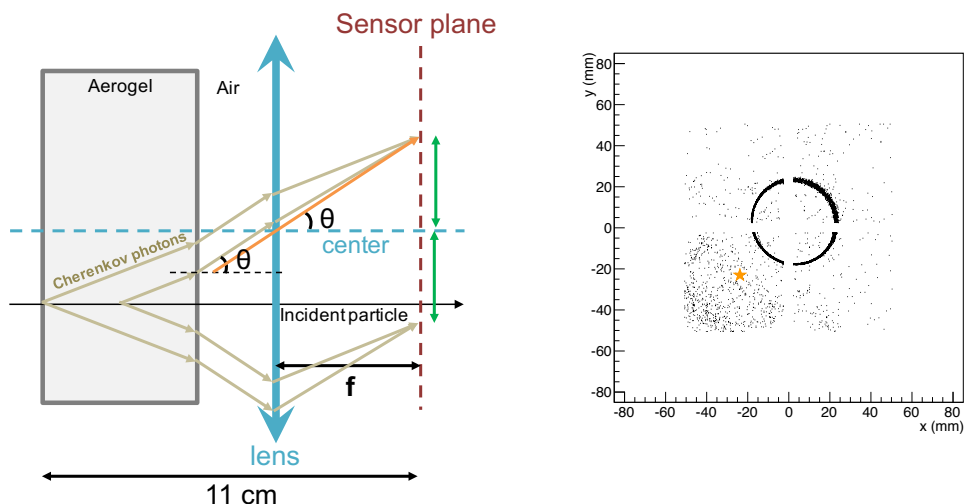 Sensor plane
Aerogel
Air
Cherenkov photons
θ
θ
center
Incident particle
f
lens
11 cm
y (mm)
80
60
40
20
0
-20
-40
-60
-80
-80 -60 -40 -20 0 20 40 60 80
x (mm)